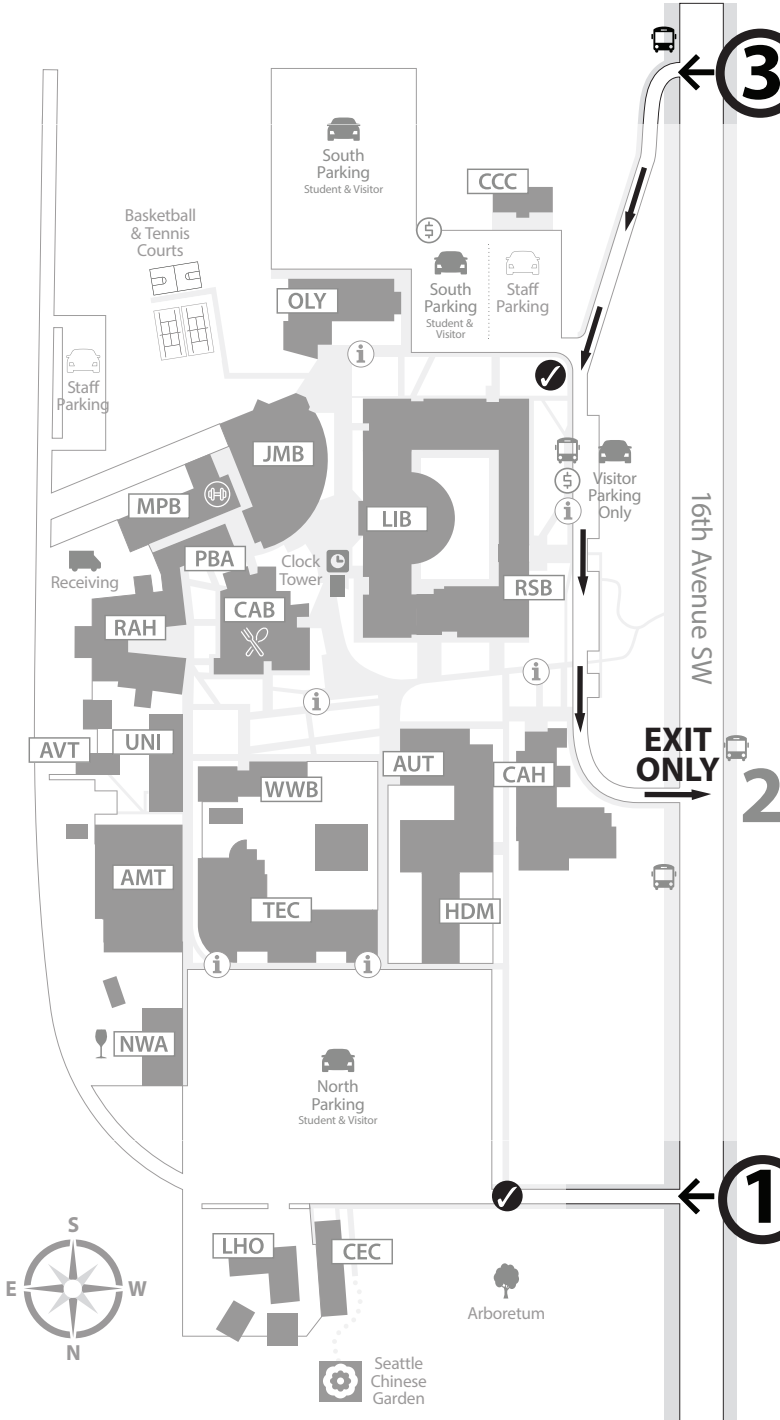 3
South
Parking
Student & Visitor
CCC
Basketball
& Tennis
Courts
$
South
Parking
Student &
Visitor
Staff
Parking
OLY
i
Staff
Parking
JMB
MPB
LIB
$
i
Visitor
Parking
Only
16th Avenue SW
PBA
Clock
Tower
Receiving
RSB
CAB
RAH
i
i
AVT
UNI
AUT
CAH
EXIT
ONLY
2
WWB
AMT
TEC
HDM
i
i
NWA
North
Parking
Student & Visitor
1
LHO
CEC
S
E
W
N
Arboretum
Seattle
Chinese
Garden